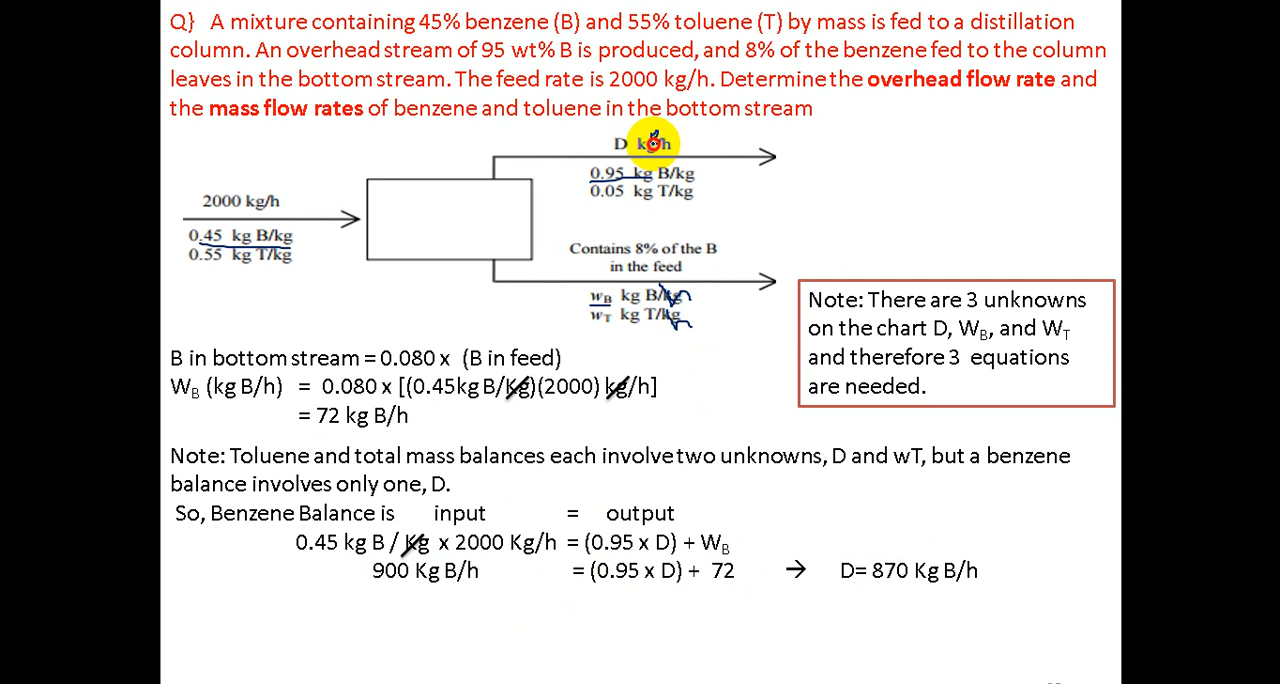 Q} A mixture containing 45% benzene (B) and 55% toluene (T) by mass is fed to a distillation
column. An overhead stream of 95 wt% B is produced, and 8% of the benzene fed to the column
leaves in the bottom stream. The feed rate is 2000 kg/h. Determine the overhead flow rate and
the mass flow rates of benzene and toluene in the bottom stream
D kg/h
0.95 kg B/kg
0.05 kg T/kg
2000 kg/h
0.45 kg B/kg
0.55 kg T/kg
Contains 8% of the B
in the feed
wB kg B/kg
wT kg T/kg
Note: There are 3 unknowns
on the chart D, WB, and WT
and therefore 3 equations
are needed.
B in bottom stream = 0.080 x (B in feed)
WB (kg B/h) = 0.080 x [(0.45kg B/Kg)(2000) kg/h]
= 72 kg B/h
Note: Toluene and total mass balances each involve two unknowns, D and wT, but a benzene
balance involves only one, D.
So, Benzene Balance is input = output
0.45 kg B / Kg x 2000 Kg/h = (0.95 x D) + WB
900 Kg B/h = (0.95 x D) + 72 → D= 870 Kg B/h